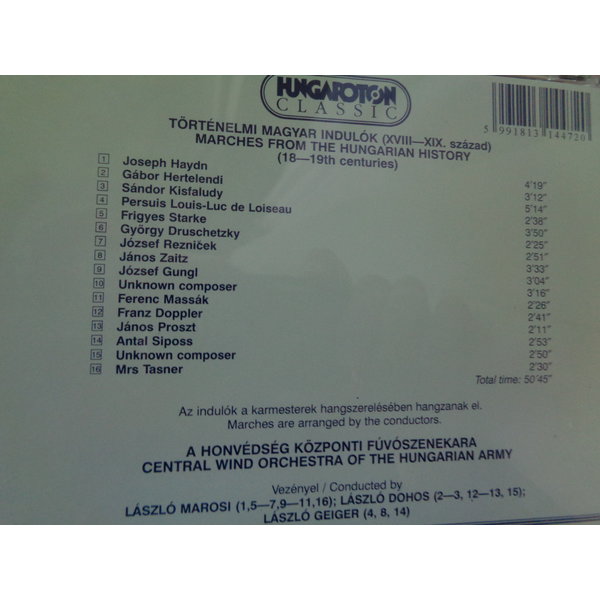 HUNGAROTON
CLASSIC
5 991813 144720
TÖRTÉNELMI MAGYAR INDULÓK (XVIII—XIX. század)
MARCHES FROM THE HUNGARIAN HISTORY
(18—19th centuries)
1 Joseph Haydn 4'19"
2 Gábor Hertelendi 3'12"
3 Sándor Kisfaludy 5'14"
4 Persuis Louis-Luc de Loiseau 2'38"
5 Frigyes Starke 3'50"
6 György Druschetzky 2'25"
7 József Rezniček 2'51"
8 János Zaitz 3'33"
9 József Gungl 3'04"
10 Unknown composer 3'16"
11 Ferenc Massák 2'26"
12 Franz Doppler 2'41"
13 János Proszt 2'11"
14 Antal Siposs 2'53"
15 Unknown composer 2'50"
16 Mrs Tasner 2'30"
Total time: 50'45"
Az indulók a karmesterek hangszerelésében hangzanak el.
Marches are arranged by the conductors.
A HONVÉDSÉG KÖZPONTI FÚVÓSZENEKARA
CENTRAL WIND ORCHESTRA OF THE HUNGARIAN ARMY
Vezényel / Conducted by
LÁSZLÓ MAROSI (1,5—7,9—11,16); LÁSZLÓ DOHOS (2—3, 12—13, 15);
LÁSZLÓ GEIGER (4, 8, 14)